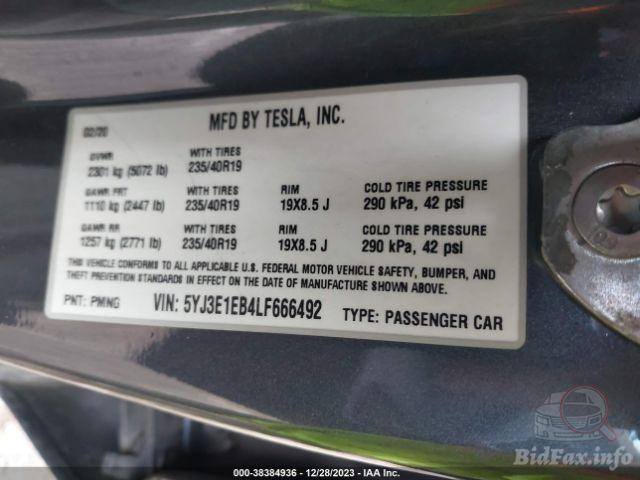 MFD BY TESLA, INC.
02/20
GVWR WITH TIRES
2301 kg (5072 lb) 235/40R19
GAWR FRT WITH TIRES RIM COLD TIRE PRESSURE
1110 kg (2447 lb) 235/40R19 19X8.5 J 290 kPa, 42 psi
GAWR RR WITH TIRES RIM COLD TIRE PRESSURE
1257 kg (2771 lb) 235/40R19 19X8.5 J 290 kPa, 42 psi
THIS VEHICLE CONFORMS TO ALL APPLICABLE U.S. FEDERAL MOTOR VEHICLE SAFETY, BUMPER, AND
THEFT PREVENTION STANDARDS IN EFFECT ON THE DATE OF MANUFACTURE SHOWN ABOVE.
PNT: PMNG VIN: 5YJ3E1EB4LF666492 TYPE: PASSENGER CAR
BidFax.info
000-38384936 - 12/28/2023 - IAA Inc.